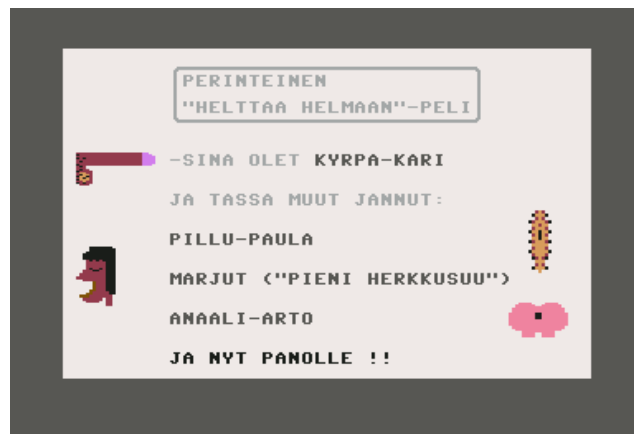 PERINTEINEN
"HELTTAA HELMAAN"-PELI
-SINA OLET KYRPA-KARI
JA TASSA MUUT JANNUT:
PILLU-PAULA
MARJUT ("PIENI HERKKUSUU")
ANAALI-ARTO
JA NYT PANOLLE !!